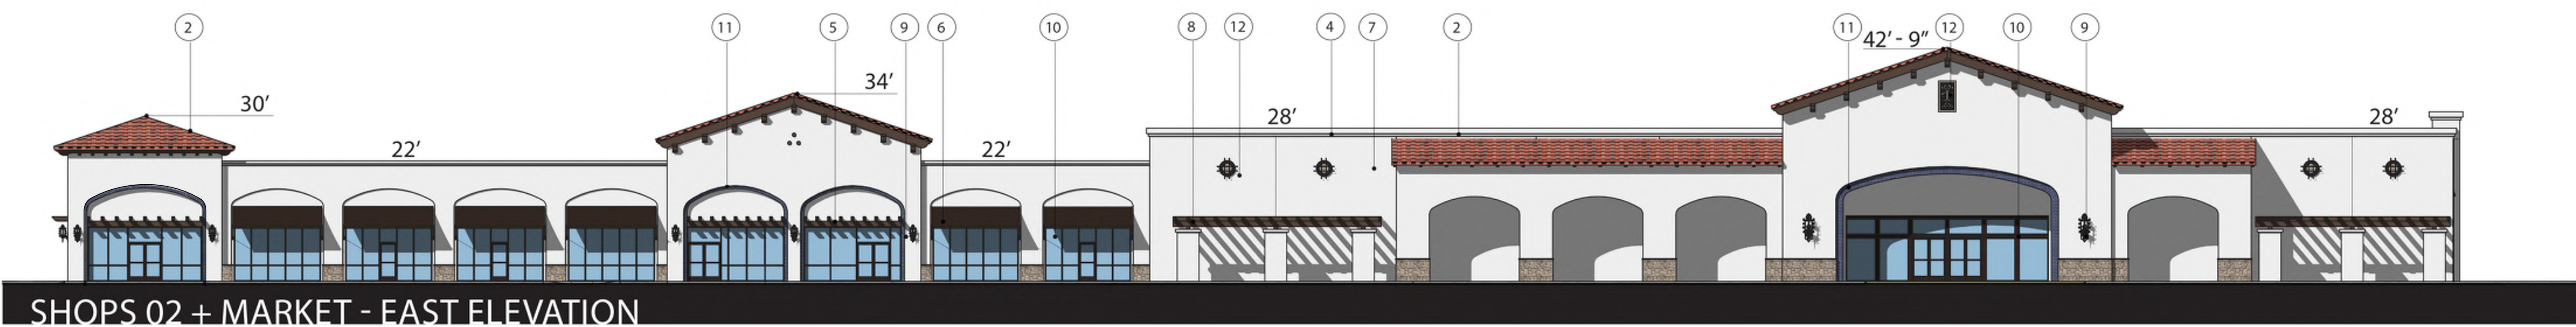 2 11 5 9 6 10 8 12 4 7 2 11 42' - 9" 12 10 9
34'
30'
28' 28'
22' 22'
SHOPS 02 + MARKET - EAST ELEVATION